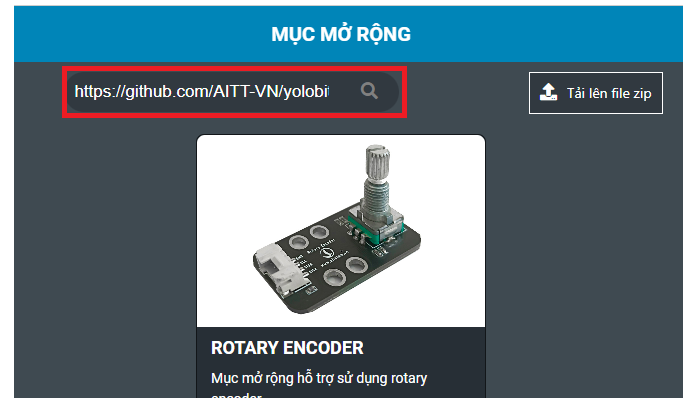 MỤC MỞ RỘNG
https://github.com/AITT-VN/yolobit
Tải lên file zip
ROTARY ENCODER
Mục mở rộng hỗ trợ sử dụng rotary
encoder